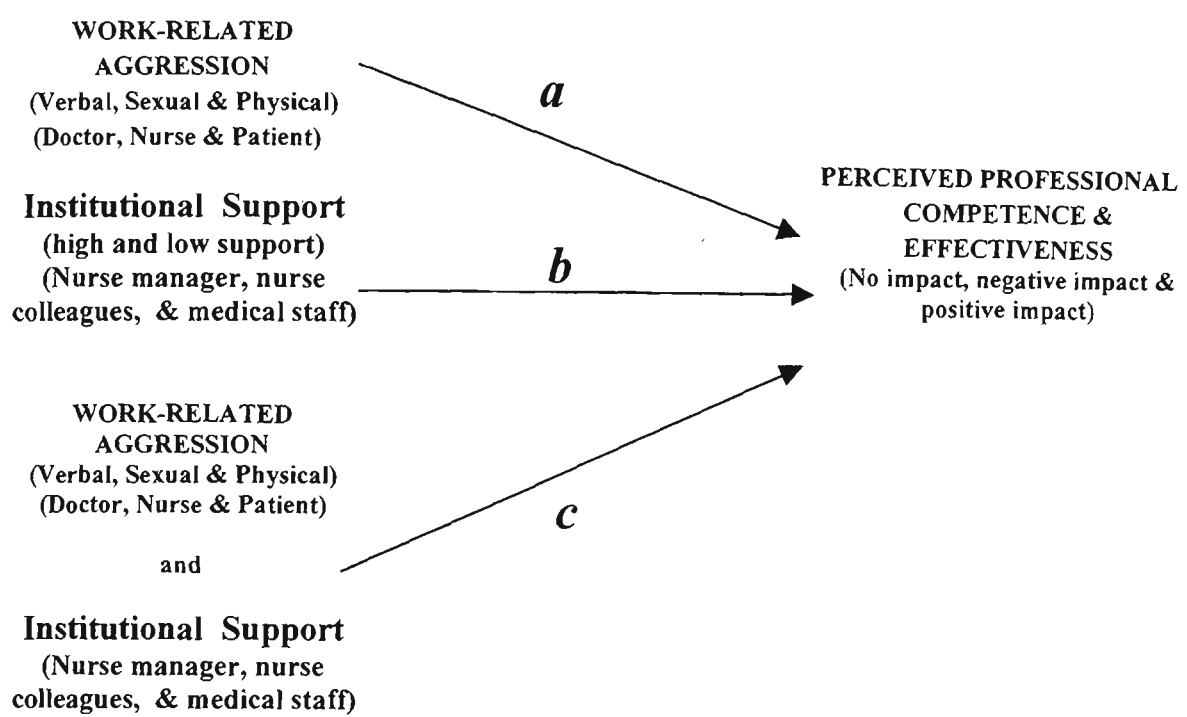 WORK-RELATED
AGGRESSION
(Verbal, Sexual & Physical)
(Doctor, Nurse & Patient)
a
Institutional Support
(high and low support)
(Nurse manager, nurse
colleagues, & medical staff)
b
PERCEIVED PROFESSIONAL
COMPETENCE &
EFFECTIVENESS
(No impact, negative impact &
positive impact)
WORK-RELATED
AGGRESSION
(Verbal, Sexual & Physical)
(Doctor, Nurse & Patient)
c
and
Institutional Support
(Nurse manager, nurse
colleagues, & medical staff)